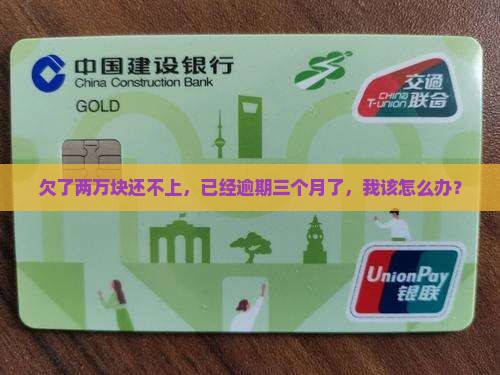 中国建设银行
China Construction Bank
GOLD
交通
CHINA
T-UNION 联合
欠了两万块还不上，已经逾期三个月了，我该怎么办？
UnionPay
银联